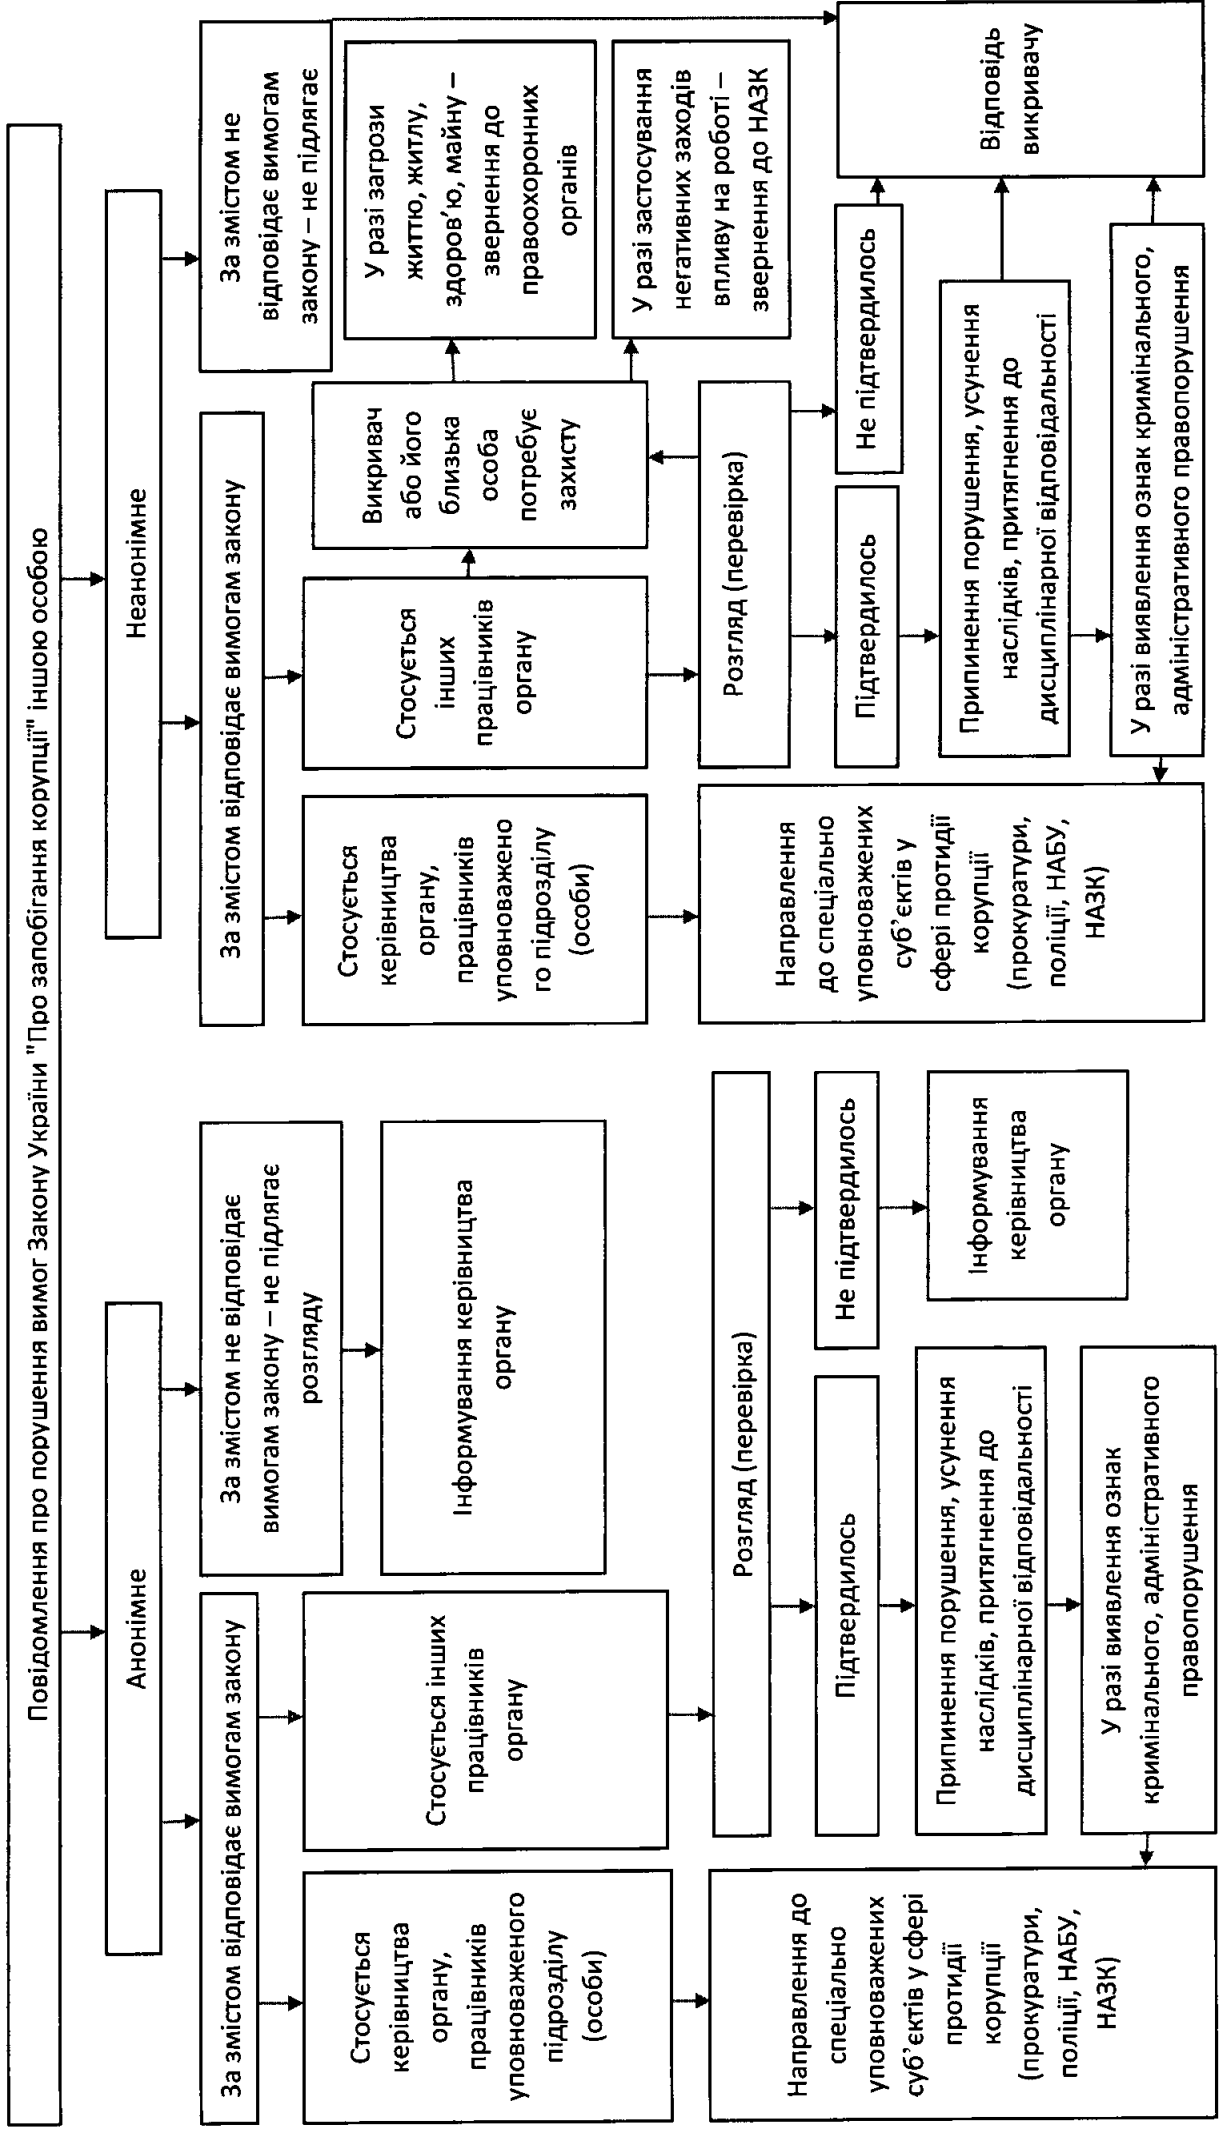 Повідомлення про порушення вимог Закону України "Про запобігання корупції" іншою особою
Анонімне
За змістом відповідає вимогам закону
Стосується
керівництва
органу,
працівників
уповноваженого
підрозділу
(особи)
Направлення до
спеціально
уповноважених
суб'єктів у сфері
протидії
корупції
(прокуратури,
поліції, НАБУ,
НАЗК)
Стосується інших
працівників
органу
За змістом не відповідає
вимогам закону – не підлягає
розгляду
Інформування керівництва
органу
Розгляд (перевірка)
Підтвердилось
Припинення порушення, усунення
наслідків, притягнення до
дисциплінарної відповідальності
У разі виявлення ознак
кримінального, адміністративного
правопорушення
Не підтвердилось
Інформування
керівництва
органу
Неанонімне
За змістом відповідає вимогам закону
Стосується
керівництва
органу,
працівників
уповноважено
го підрозділу
(особи)
Направлення
до спеціально
уповноважених
суб'єктів у
сфері протидії
корупції
(прокуратури,
поліції, НАБУ,
НАЗК)
Стосується
інших
працівників
органу
Викривач
або його
близька
особа
потребує
захисту
За змістом не
відповідає вимогам
закону – не підлягає
У разі загрози
життю, житлу,
здоров'ю, майну –
звернення до
правоохоронних
органів
У разі застосування
негативних заходів
впливу на роботі –
звернення до НАЗК
Розгляд (перевірка)
Підтвердилось
Не підтвердилось
Припинення порушення, усунення
наслідків, притягнення до
дисциплінарної відповідальності
У разі виявлення ознак кримінального,
адміністративного правопорушення
Відповідь
викривачу